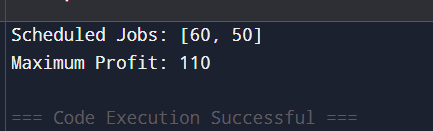 Scheduled Jobs: [60, 50]
Maximum Profit: 110
=== Code Execution Successful ===